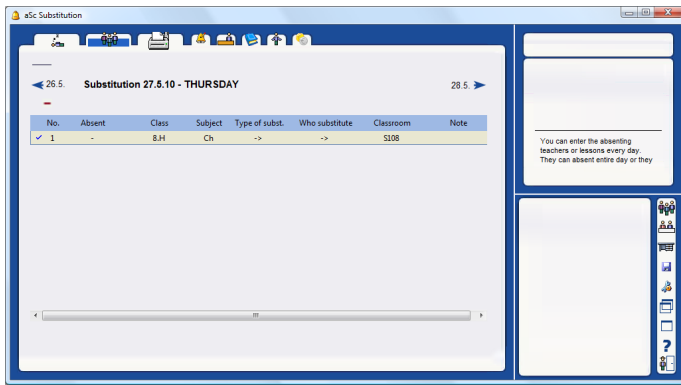 aSc Substitution
26.5. Substitution 27.5.10 - THURSDAY 28.5.
No. Absent Class Subject Type of subst. Who substitute Classroom Note
1 - 8.H Ch -> -> S108
You can enter the absenting
teachers or lessons every day.
They can absent entire day or they